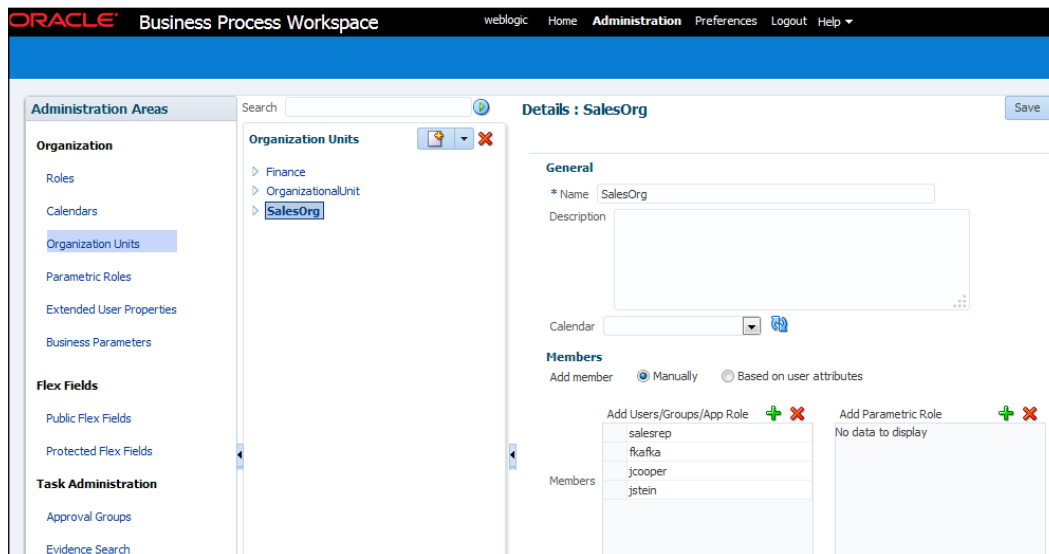 ORACLE Business Process Workspace
weblogic Home Administration Preferences Logout Help
Administration Areas
Organization
Roles
Calendars
Organization Units
Parametric Roles
Extended User Properties
Business Parameters
Flex Fields
Public Flex Fields
Protected Flex Fields
Task Administration
Approval Groups
Evidence Search
Search
Organization Units
Finance
OrganizationalUnit
SalesOrg
Details : SalesOrg
Save
General
* Name SalesOrg
Description
Calendar
Members
Add member Manually Based on user attributes
Add Users/Groups/App Role
Members
salesrep
fkafka
jcooper
jstein
Add Parametric Role
No data to display